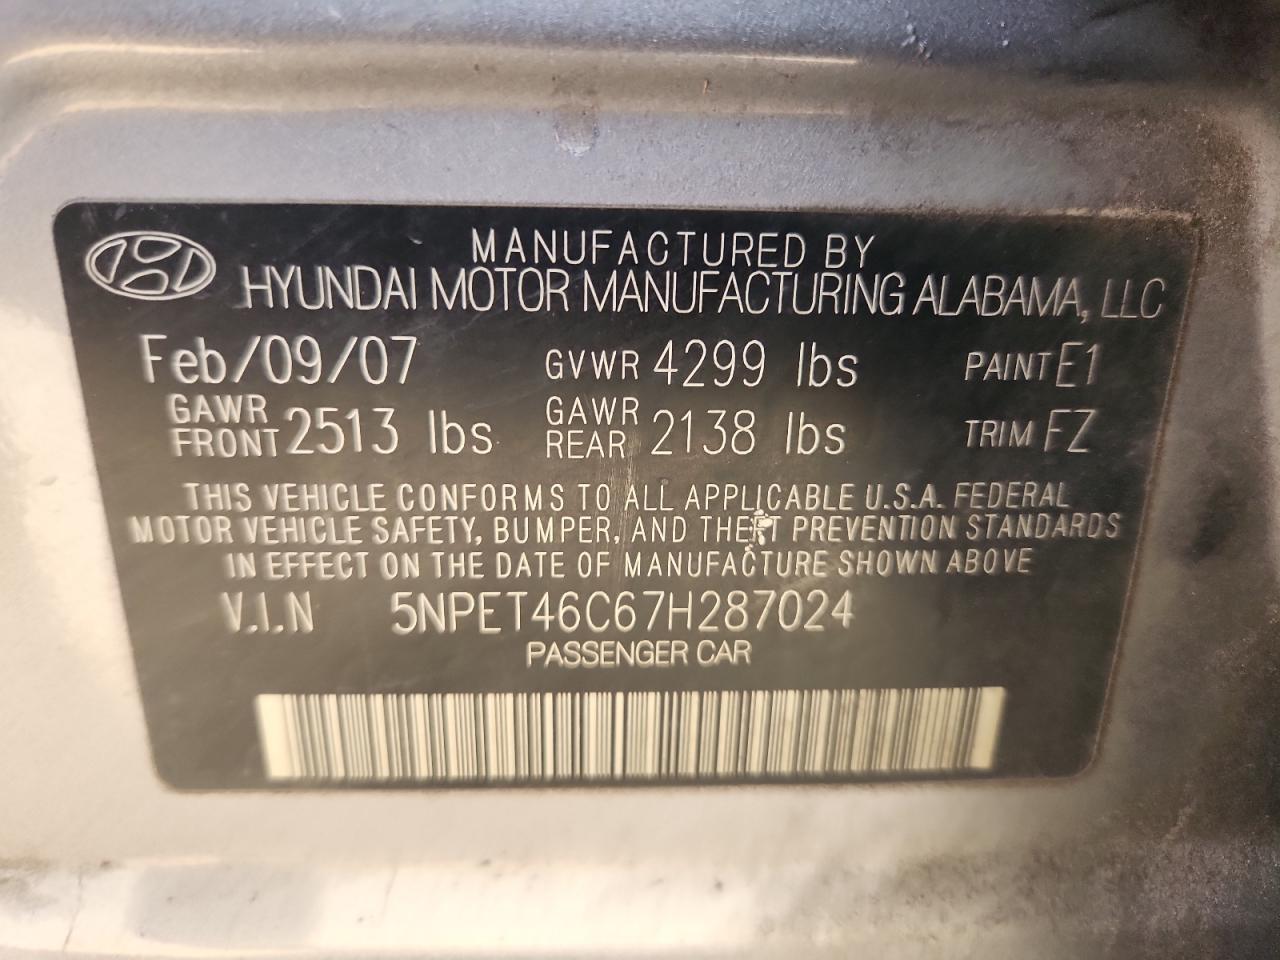 MANUFACTURED BY
HYUNDAI MOTOR MANUFACTURING ALABAMA, LLC
Feb/09/07 GVWR 4299 lbs PAINT E1
GAWR FRONT 2513 lbs GAWR REAR 2138 lbs TRIM FZ
THIS VEHICLE CONFORMS TO ALL APPLICABLE U.S.A. FEDERAL
MOTOR VEHICLE SAFETY, BUMPER, AND THEFT PREVENTION STANDARDS
IN EFFECT ON THE DATE OF MANUFACTURE SHOWN ABOVE
V.I.N 5NPET46C67H287024
PASSENGER CAR